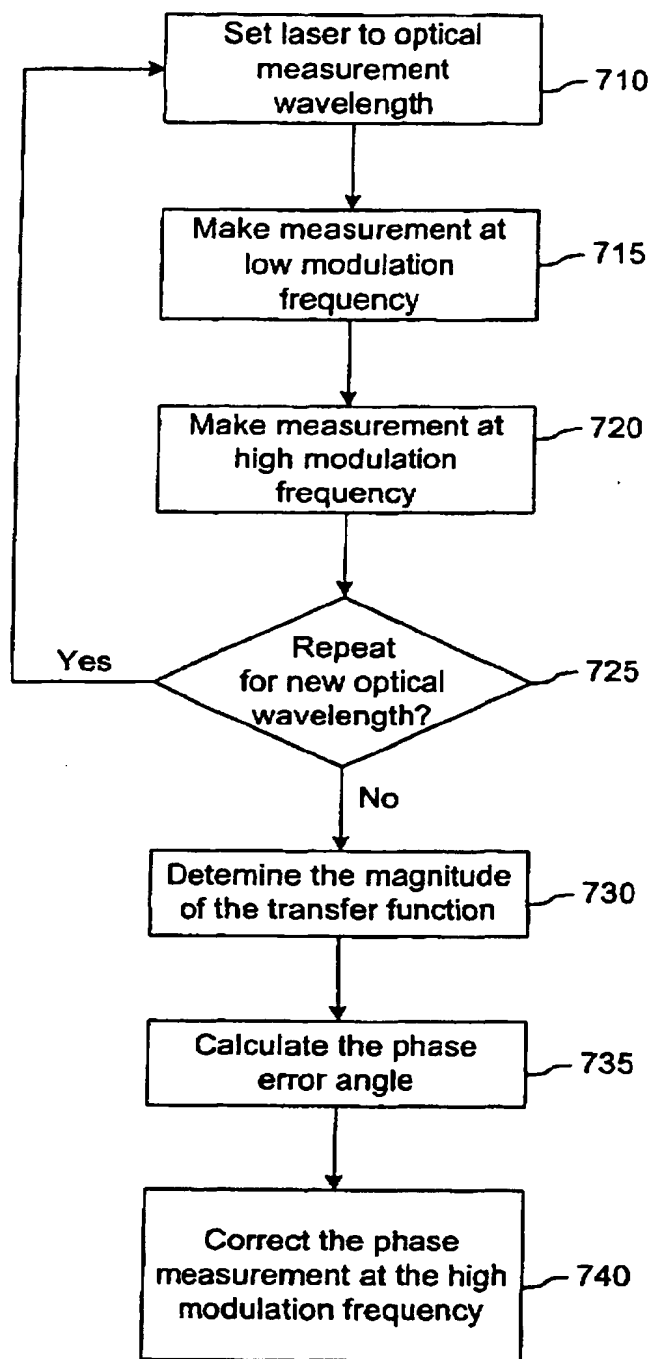 Set laser to optical
measurement
wavelength
710
Make measurement at
low modulation
frequency
715
Make measurement at
high modulation
frequency
720
Repeat
for new optical
wavelength?
725
Yes
No
Detemine the magnitude
of the transfer function
730
Calculate the phase
error angle
735
Correct the phase
measurement at the high
modulation frequency
740